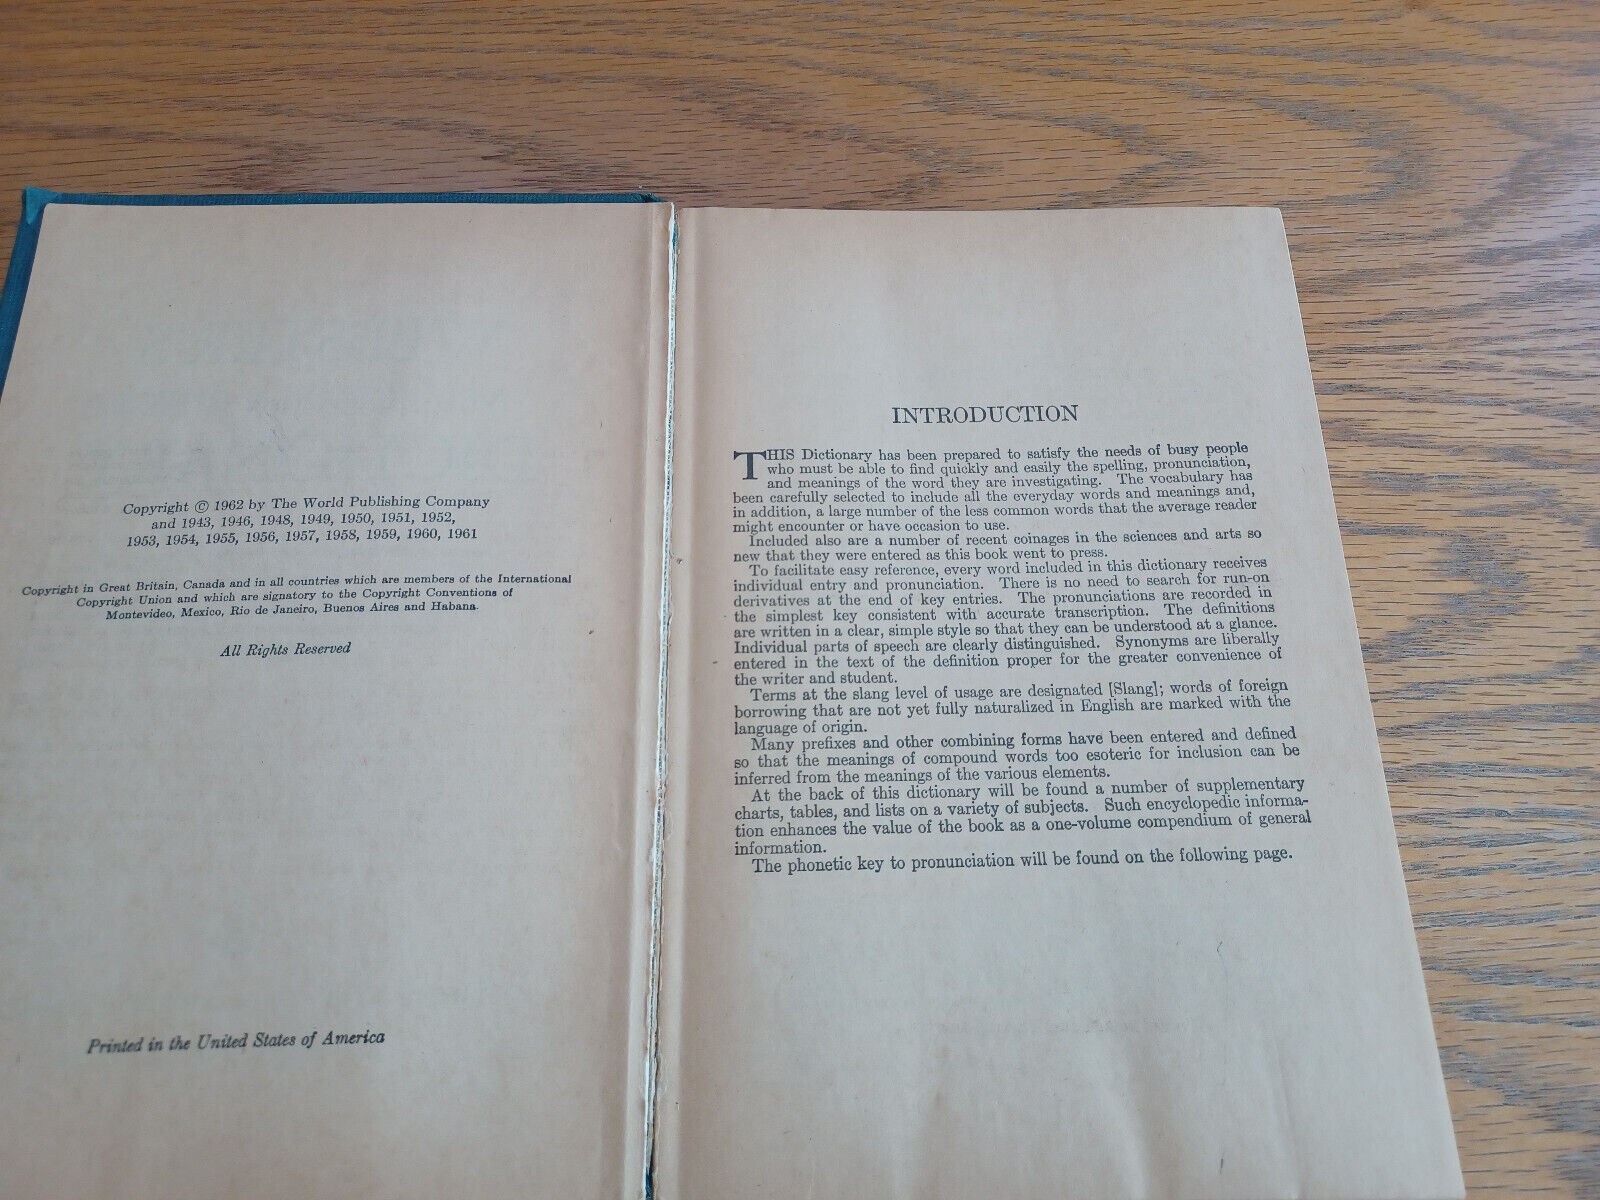 Copyright © 1962 by The World Publishing Company
and 1943, 1946, 1948, 1949, 1950, 1951, 1952,
1953, 1954, 1955, 1956, 1957, 1958, 1959, 1960, 1961
Copyright in Great Britain, Canada and in all countries which are members of the International
Copyright Union and which are signatory to the Copyright Conventions of
Montevideo, Mexico, Rio de Janeiro, Buenos Aires and Habana.
All Rights Reserved
Printed in the United States of America
INTRODUCTION
THIS Dictionary has been prepared to satisfy the needs of busy people
who must be able to find quickly and easily the spelling, pronunciation,
and meanings of the word they are investigating. The vocabulary has
been carefully selected to include all the everyday words and meanings and,
in addition, a large number of the less common words that the average reader
might encounter or have occasion to use.
Included also are a number of recent coinages in the sciences and arts so
new that they were entered as this book went to press.
To facilitate easy reference, every word included in this dictionary receives
individual entry and pronunciation. There is no need to search for run-on
derivatives at the end of key entries. The pronunciations are recorded in
the simplest key consistent with accurate transcription. The definitions
are written in a clear, simple style so that they can be understood at a glance.
Individual parts of speech are clearly distinguished. Synonyms are liberally
entered in the text of the definition proper for the greater convenience of
the writer and student.
Terms at the slang level of usage are designated [Slang]; words of foreign
borrowing that are not yet fully naturalized in English are marked with the
language of origin.
Many prefixes and other combining forms have been entered and defined
so that the meanings of compound words too esoteric for inclusion can be
inferred from the meanings of the various elements.
At the back of this dictionary will be found a number of supplementary
charts, tables, and lists on a variety of subjects. Such encyclopedic informa-
tion enhances the value of the book as a one-volume compendium of general
information.
The phonetic key to pronunciation will be found on the following page.